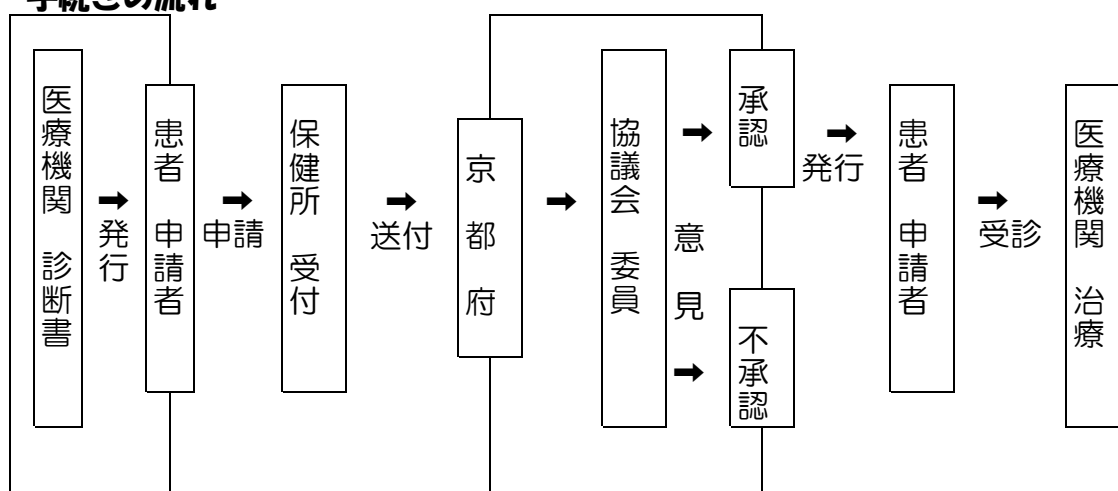 手続きの流れ
医療機関 診断書
➡
発行
患者 申請者
➡
申請
保健所 受付
➡
送付
京都府
➡
協議会 委員
➡
意見
➡
承認
不承認
➡
発行
患者 申請者
➡
受診
医療機関 治療